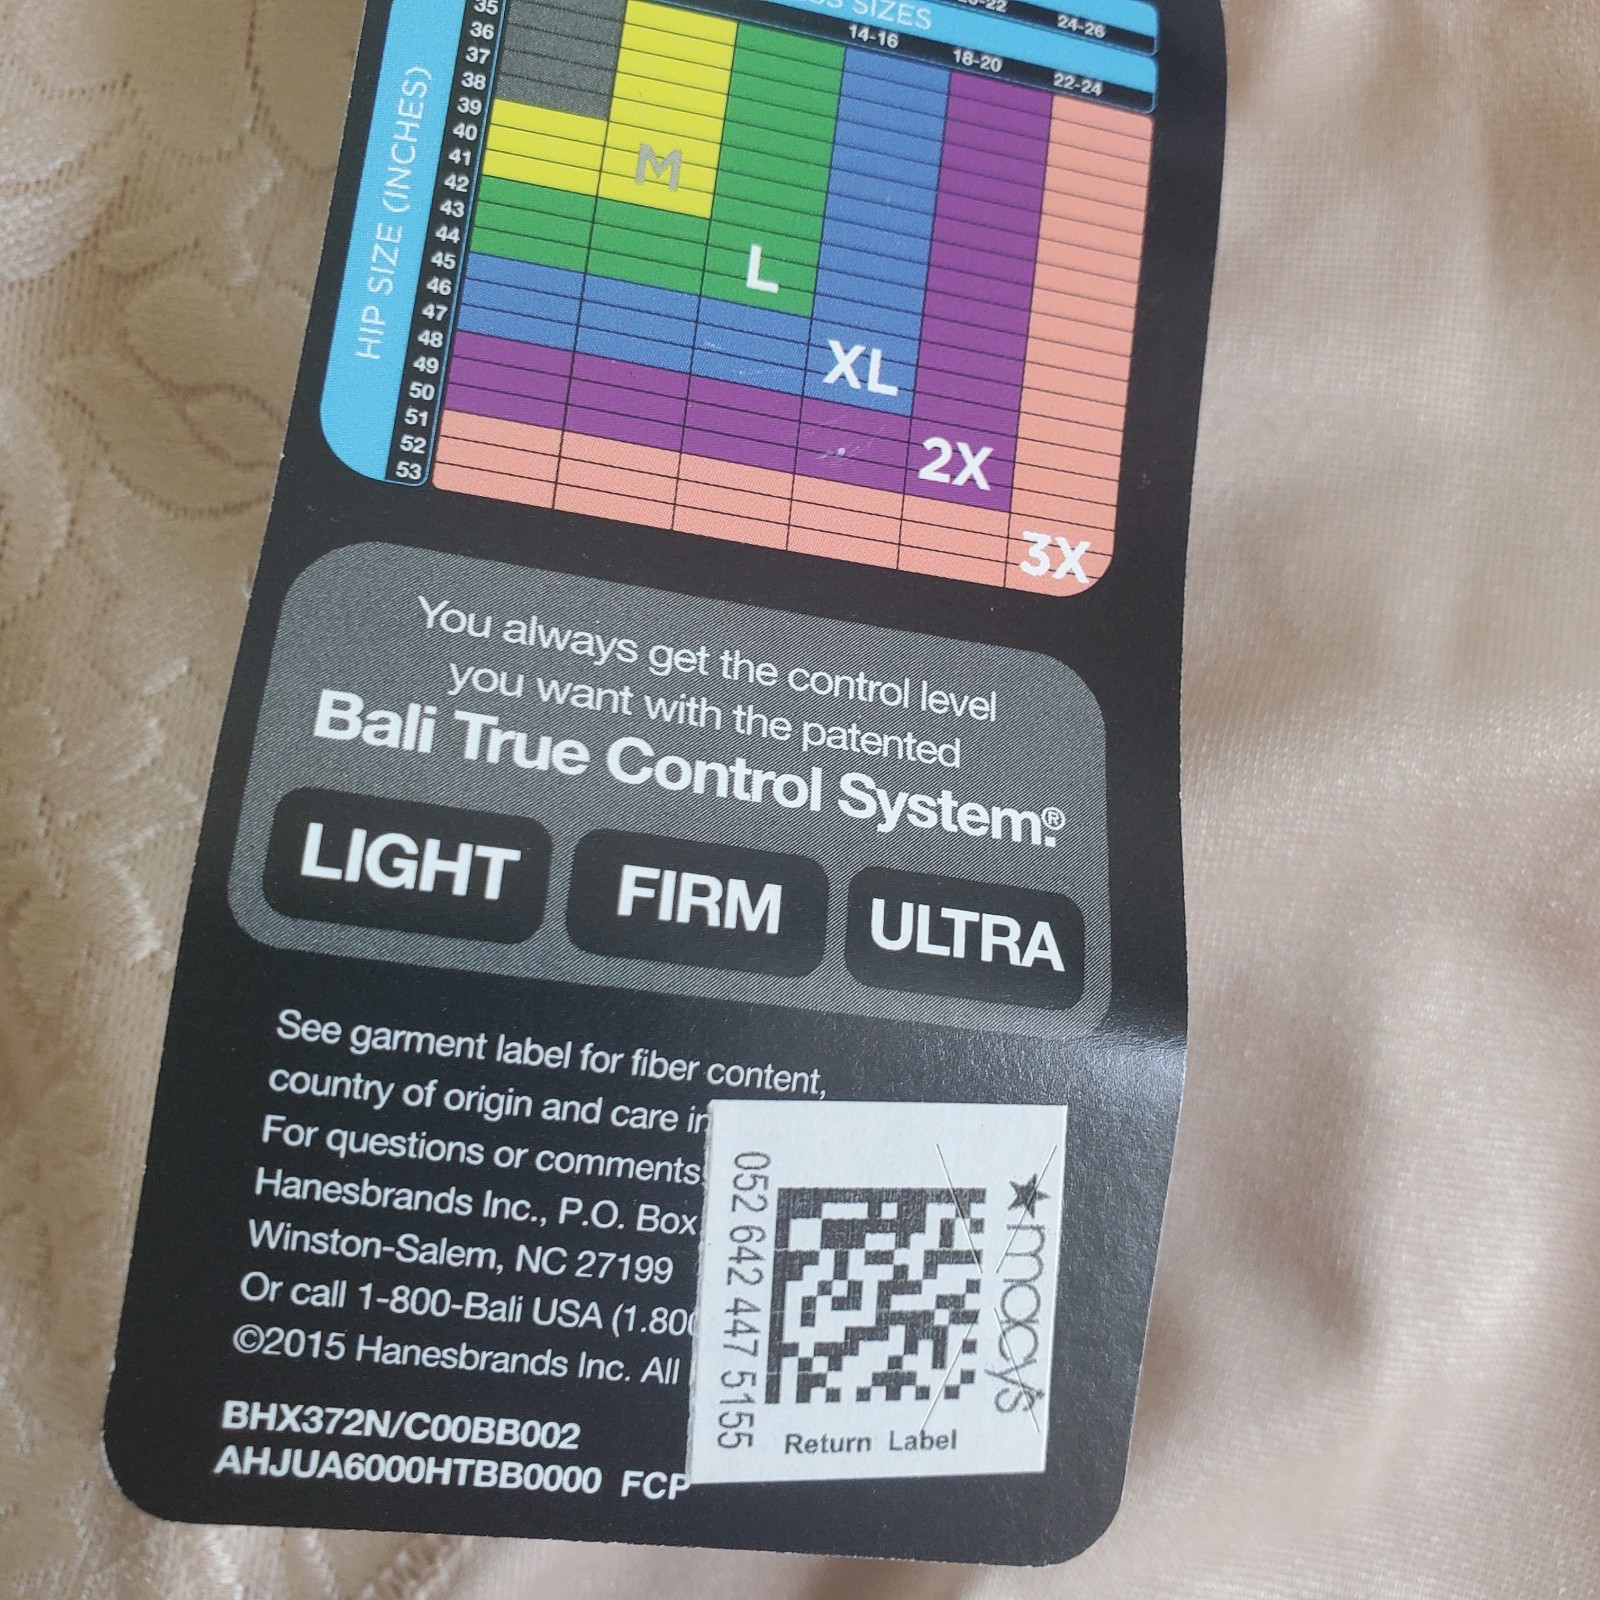 SIZES
24-26
14-16
18-20
22-24
HIP SIZE (INCHES)
35
36
37
38
39
40
41
42
43
44
45
46
47
48
49
50
51
52
53
M
L
XL
2X
3X
You always get the control level
you want with the patented
Bali True Control System®.
LIGHT FIRM ULTRA
See garment label for fiber content,
country of origin and care
For questions or comments
Hanesbrands Inc., P.O. Box
Winston-Salem, NC 27199
Or call 1-800-Bali USA (1.800
©2015 Hanesbrands Inc. All
BHX372N/C00BB002
AHJUA6000HTBB0000 FCP
052 642 447 5155
★macy's
Return Label